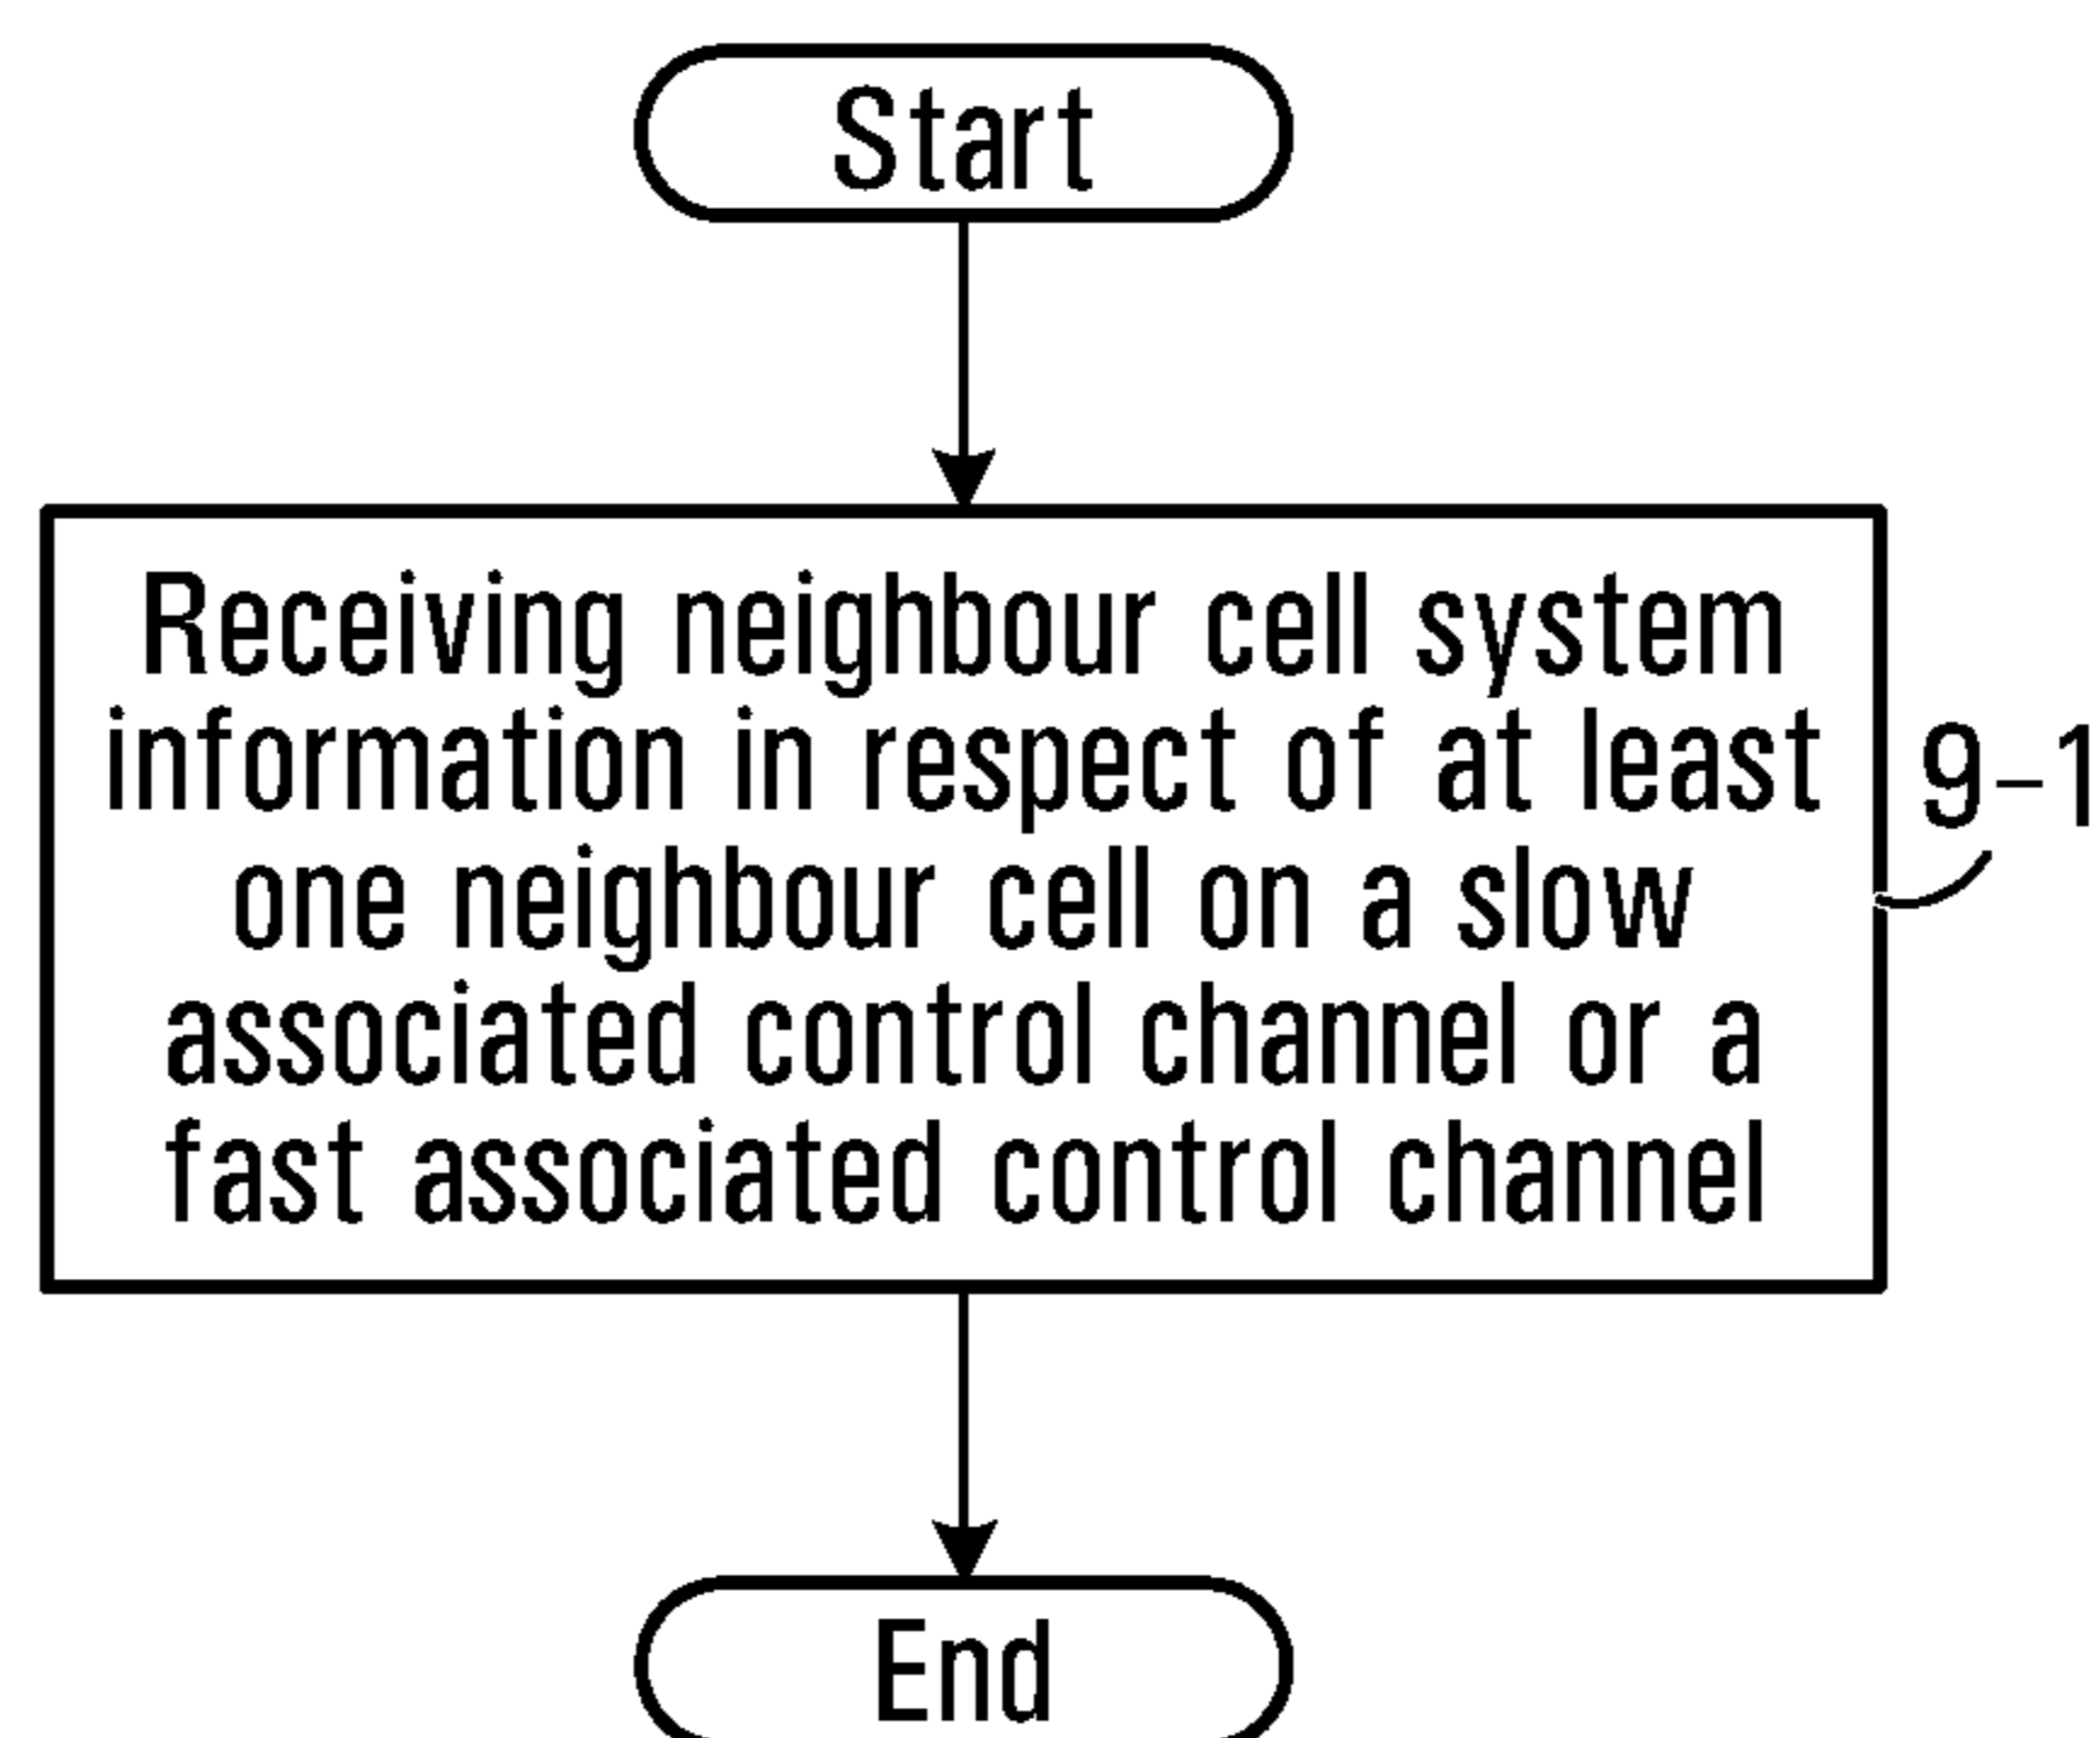 Start
Receiving neighbour cell system
information in respect of at least
one neighbour cell on a slow
associated control channel or a
fast associated control channel
9–1
End